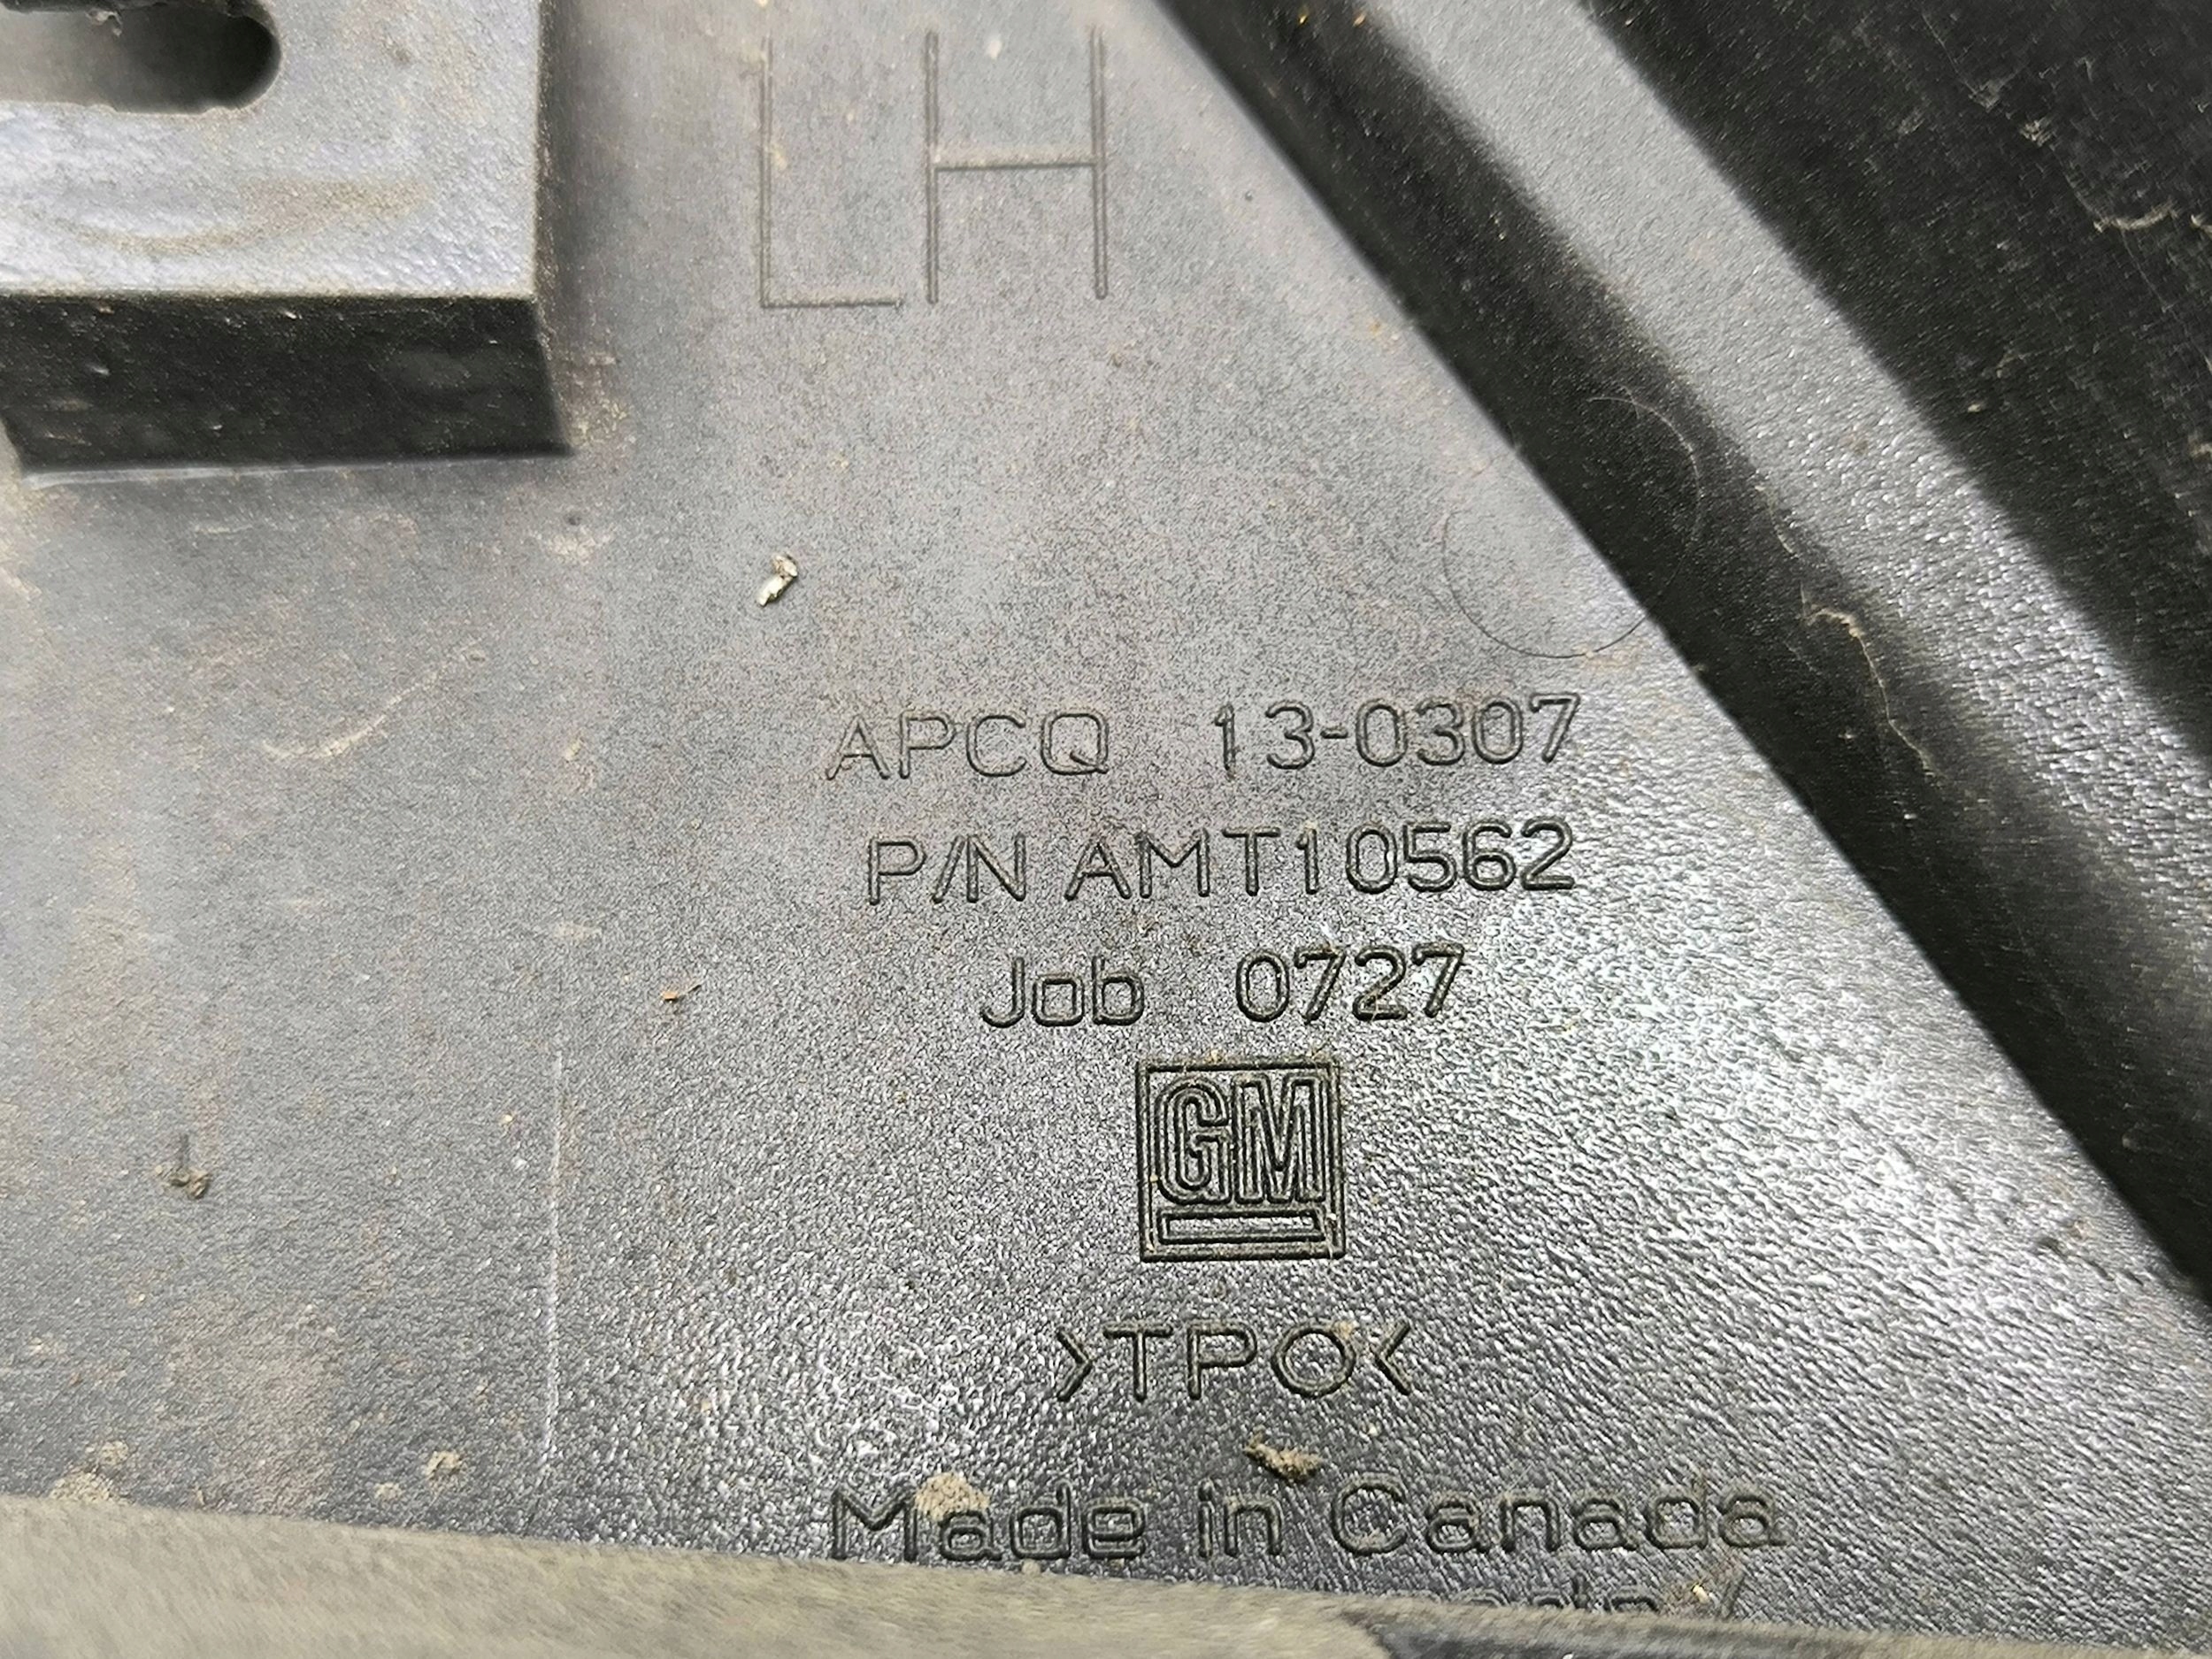 LH
APCQ 13-0307
P/N AMT10562
Job 0727
GM
>TPO<
Made in Canada